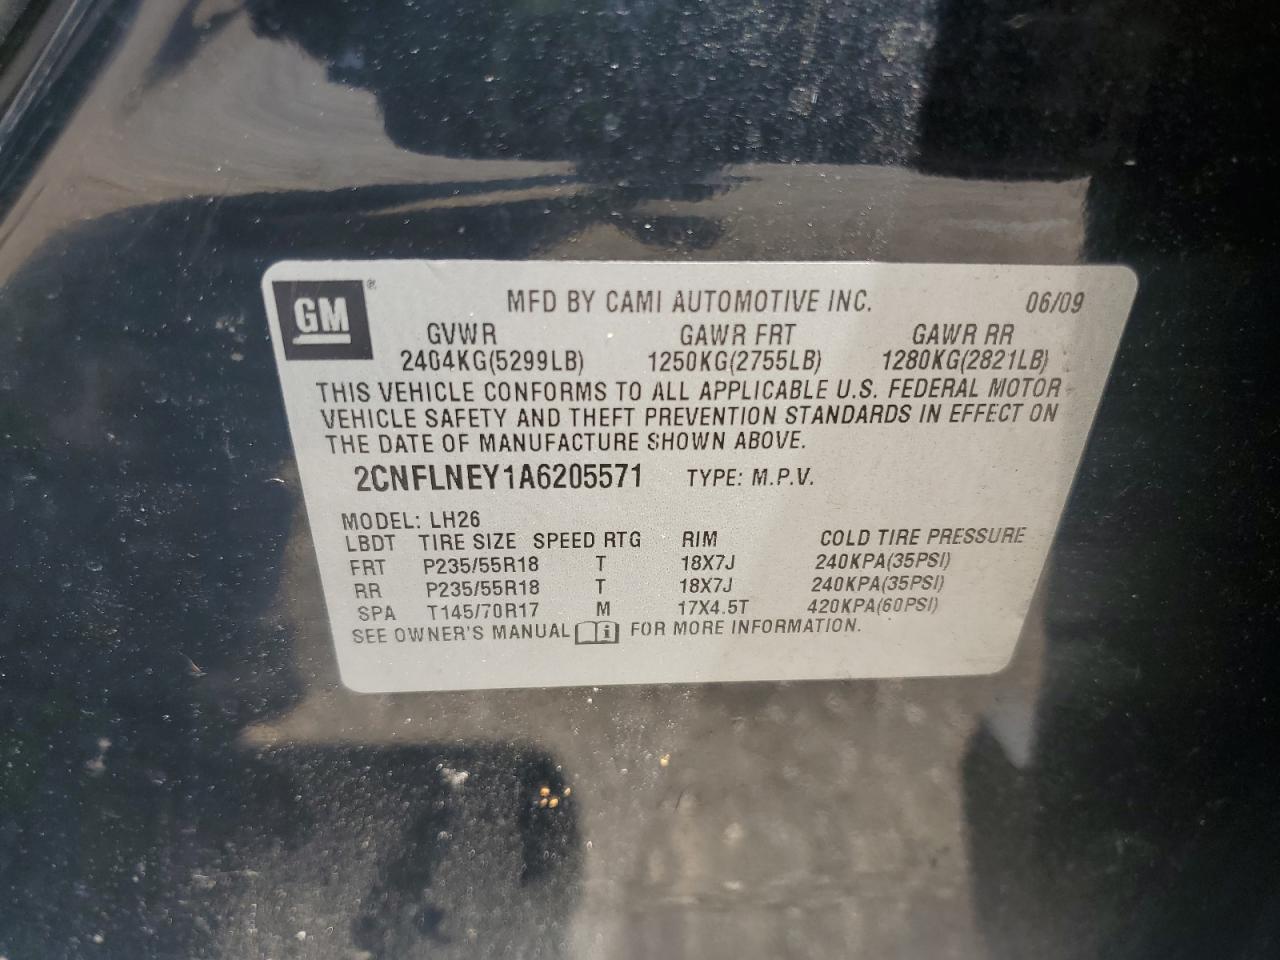 GM ® MFD BY CAMI AUTOMOTIVE INC. 06/09
GVWR GAWR FRT GAWR RR
2404KG(5299LB) 1250KG(2755LB) 1280KG(2821LB)
THIS VEHICLE CONFORMS TO ALL APPLICABLE U.S. FEDERAL MOTOR
VEHICLE SAFETY AND THEFT PREVENTION STANDARDS IN EFFECT ON
THE DATE OF MANUFACTURE SHOWN ABOVE.
2CNFLNEY1A6205571 TYPE: M.P.V.
MODEL: LH26
LBDT TIRE SIZE SPEED RTG RIM COLD TIRE PRESSURE
FRT P235/55R18 T 18X7J 240KPA(35PSI)
RR P235/55R18 T 18X7J 240KPA(35PSI)
SPA T145/70R17 M 17X4.5T 420KPA(60PSI)
SEE OWNER'S MANUAL i FOR MORE INFORMATION.